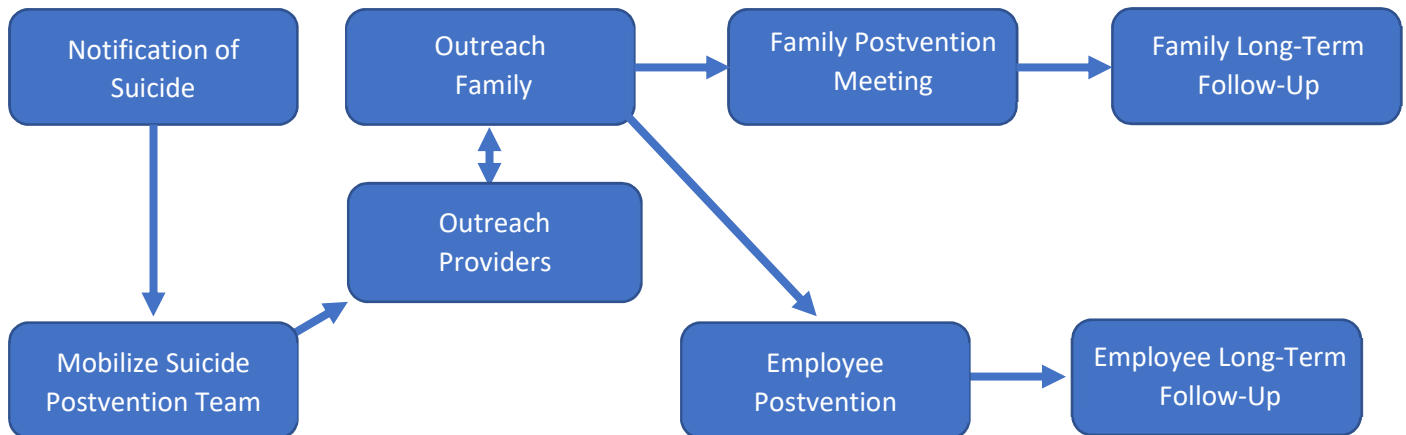 Notification of
Suicide
Outreach
Family
Family Postvention
Meeting
Family Long-Term
Follow-Up
Outreach
Providers
Mobilize Suicide
Postvention Team
Employee
Postvention
Employee Long-Term
Follow-Up